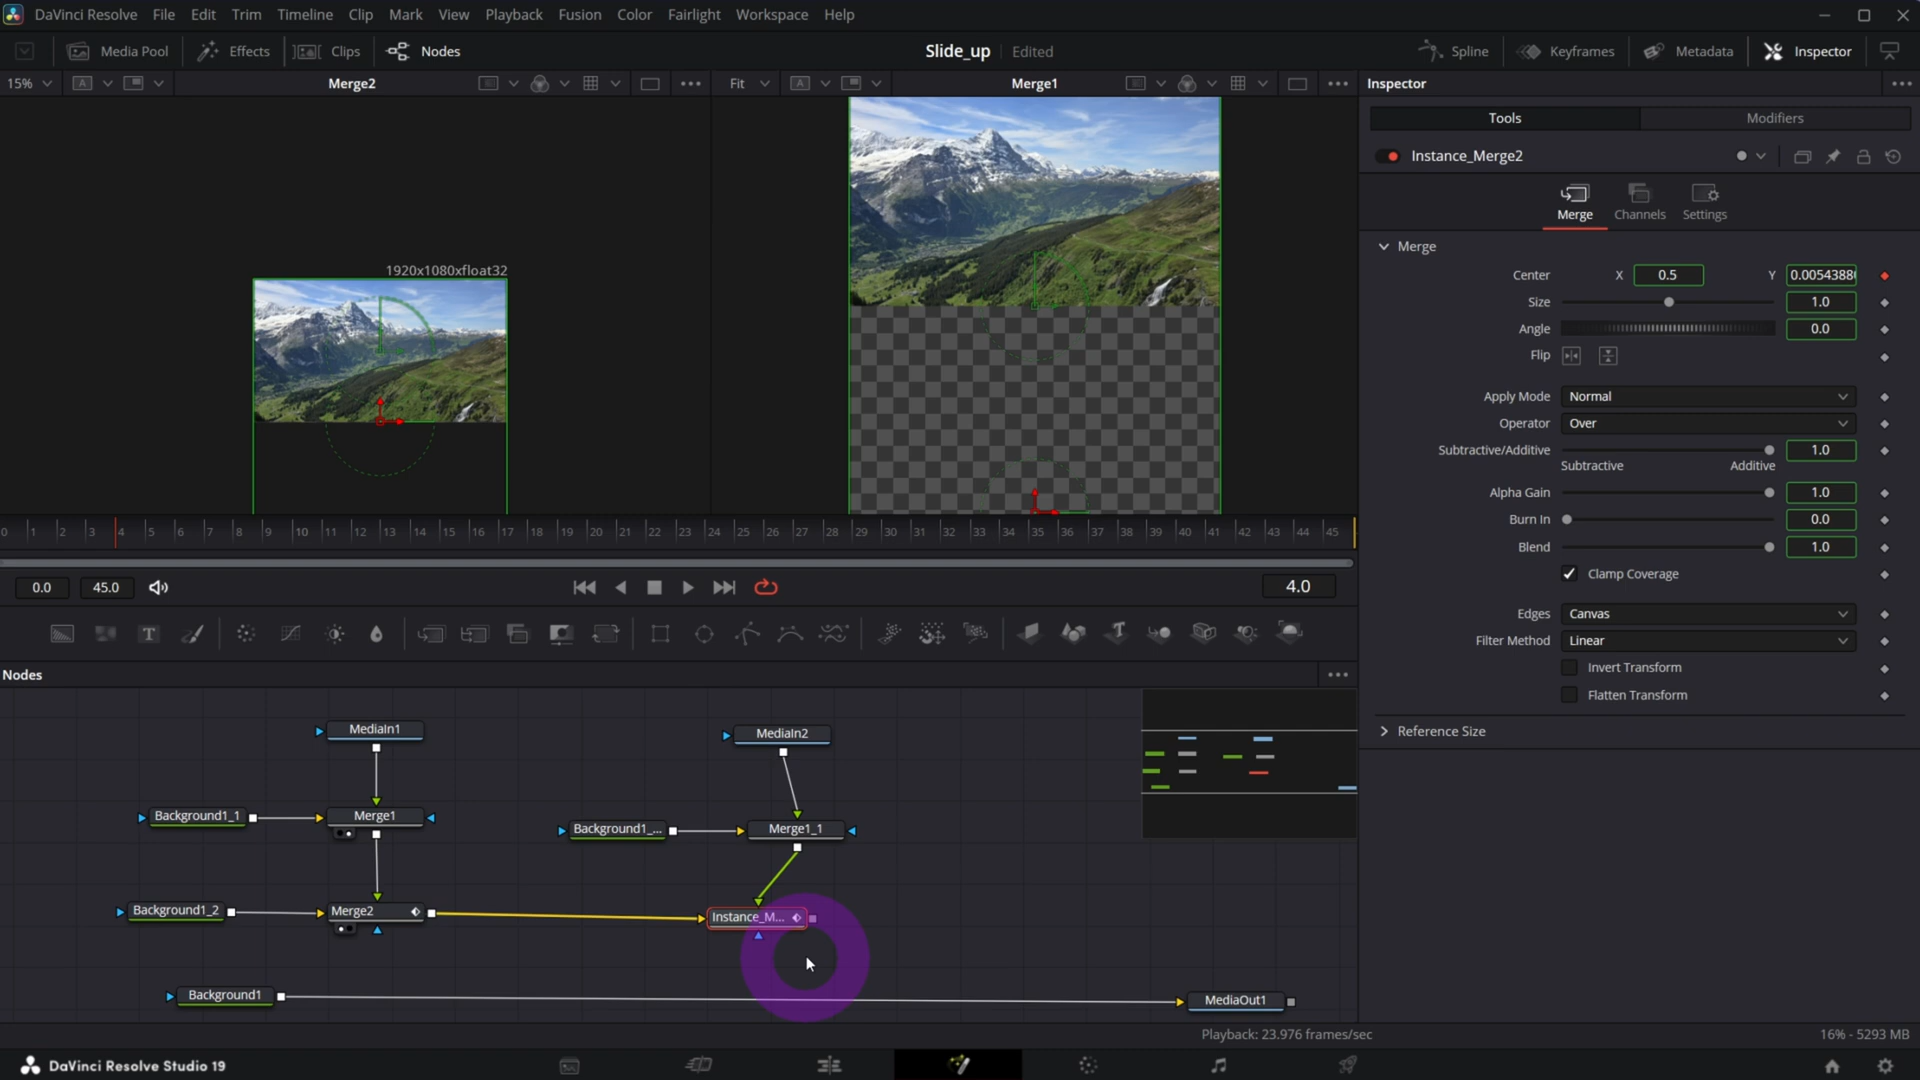 DaVinci Resolve File Edit Trim Timeline Clip Mark View Playback Fusion Color Fairlight Workspace Help
Media Pool Effects Clips Nodes Slide_up Edited Spline Keyframes Metadata Inspector
15% Merge2 Fit Merge1 Inspector
Tools Modifiers
Instance_Merge2
Merge Channels Settings
Merge
Center X 0.5 Y 0.0054388
Size 1.0
Angle 0.0
Flip
Apply Mode Normal
Operator Over
Subtractive/Additive 1.0
Subtractive Additive
Alpha Gain 1.0
Burn In 0.0
Blend 1.0
Clamp Coverage
Edges Canvas
Filter Method Linear
Invert Transform
Flatten Transform
Reference Size
1920x1080xfloat32
0 1 2 3 4 5 6 7 8 9 10 11 12 13 14 15 16 17 18 19 20 21 22 23 24 25 26 27 28 29 30 31 32 33 34 35 36 37 38 39 40 41 42 43 44 45
0.0 45.0 4.0
Nodes
MediaIn1 MediaIn2
Background1_1 Merge1 Background1_... Merge1_1
Background1_2 Merge2 Instance_M...
Background1 MediaOut1
Playback: 23.976 frames/sec 16% - 5293 MB
DaVinci Resolve Studio 19